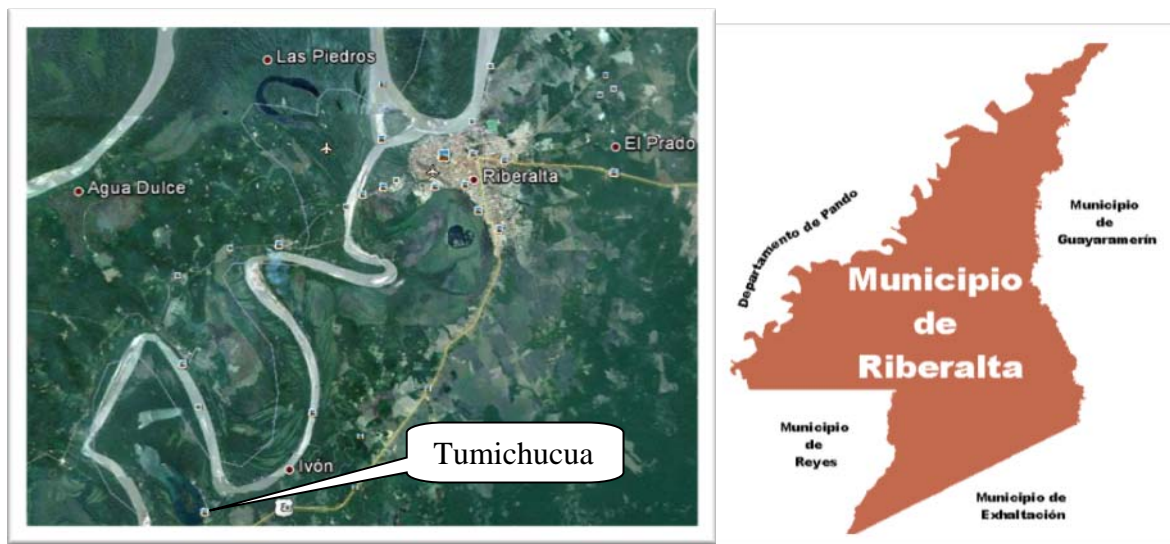 Las Piedros
El Prado
Riberalta
Agua Dulce
Ivón
Tumichucua
Departamento de Pando
Municipio
de
Guayaramerín
Municipio
de
Riberalta
Municipio
de
Reyes
Municipio de
Exhaltación